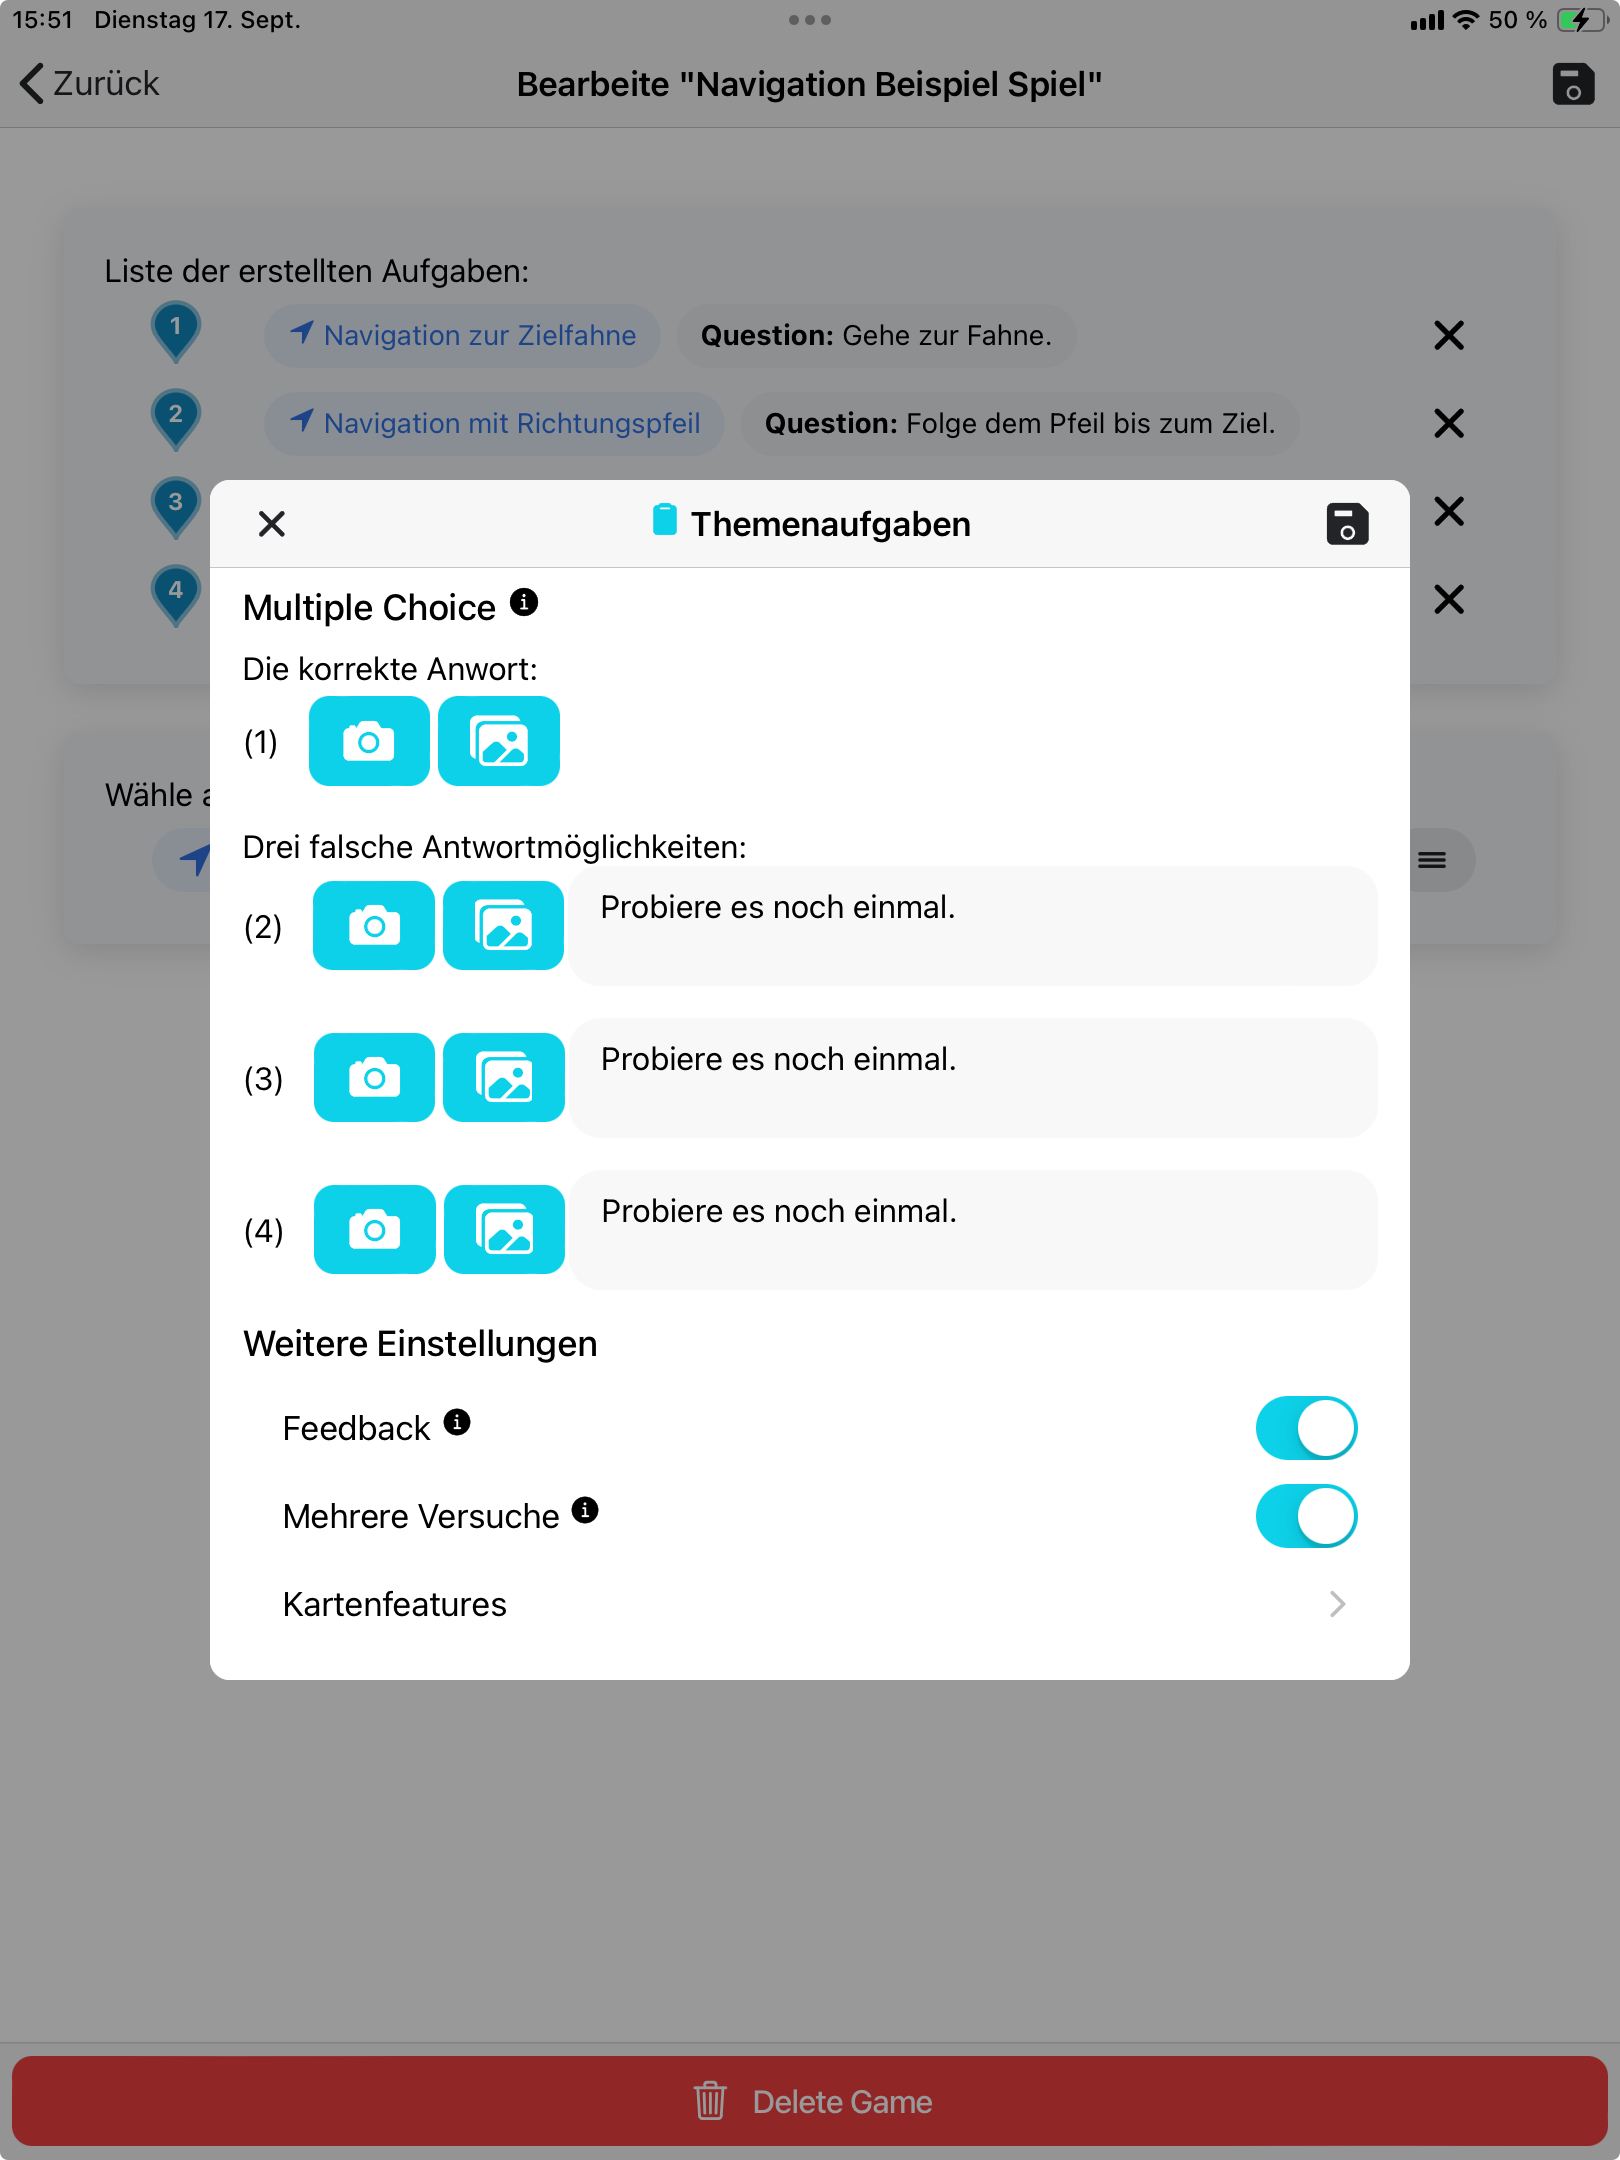 15:51 Dienstag 17. Sept.
50 %
Zurück
Bearbeite "Navigation Beispiel Spiel"
Liste der erstellten Aufgaben:
1 Navigation zur Zielfahne Question: Gehe zur Fahne.
2 Navigation mit Richtungspfeil Question: Folge dem Pfeil bis zum Ziel.
3
4
Wähle
Themenaufgaben
Multiple Choice
Die korrekte Anwort:
(1)
Drei falsche Antwortmöglichkeiten:
(2) Probiere es noch einmal.
(3) Probiere es noch einmal.
(4) Probiere es noch einmal.
Weitere Einstellungen
Feedback
Mehrere Versuche
Kartenfeatures
Delete Game